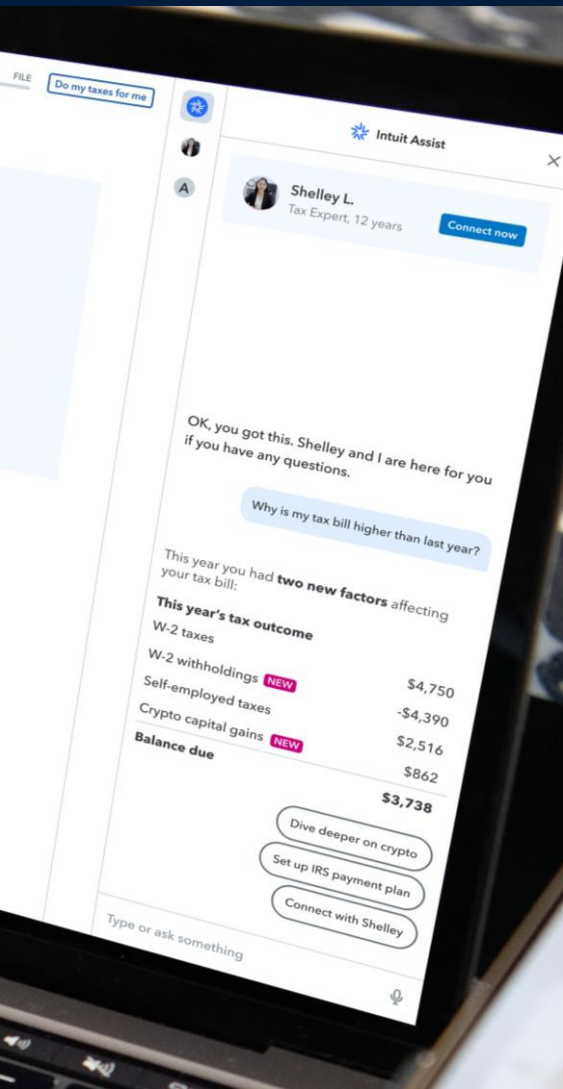 FILE
Do my taxes for me
A
Intuit Assist
Shelley L.
Tax Expert, 12 years
Connect now
OK, you got this. Shelley and I are here for you
if you have any questions.
Why is my tax bill higher than last year?
This year you had two new factors affecting
your tax bill:
This year's tax outcome
W-2 taxes $4,750
W-2 withholdings NEW -$4,390
Self-employed taxes $2,516
Crypto capital gains NEW $862
Balance due $3,738
Dive deeper on crypto
Set up IRS payment plan
Connect with Shelley
Type or ask something